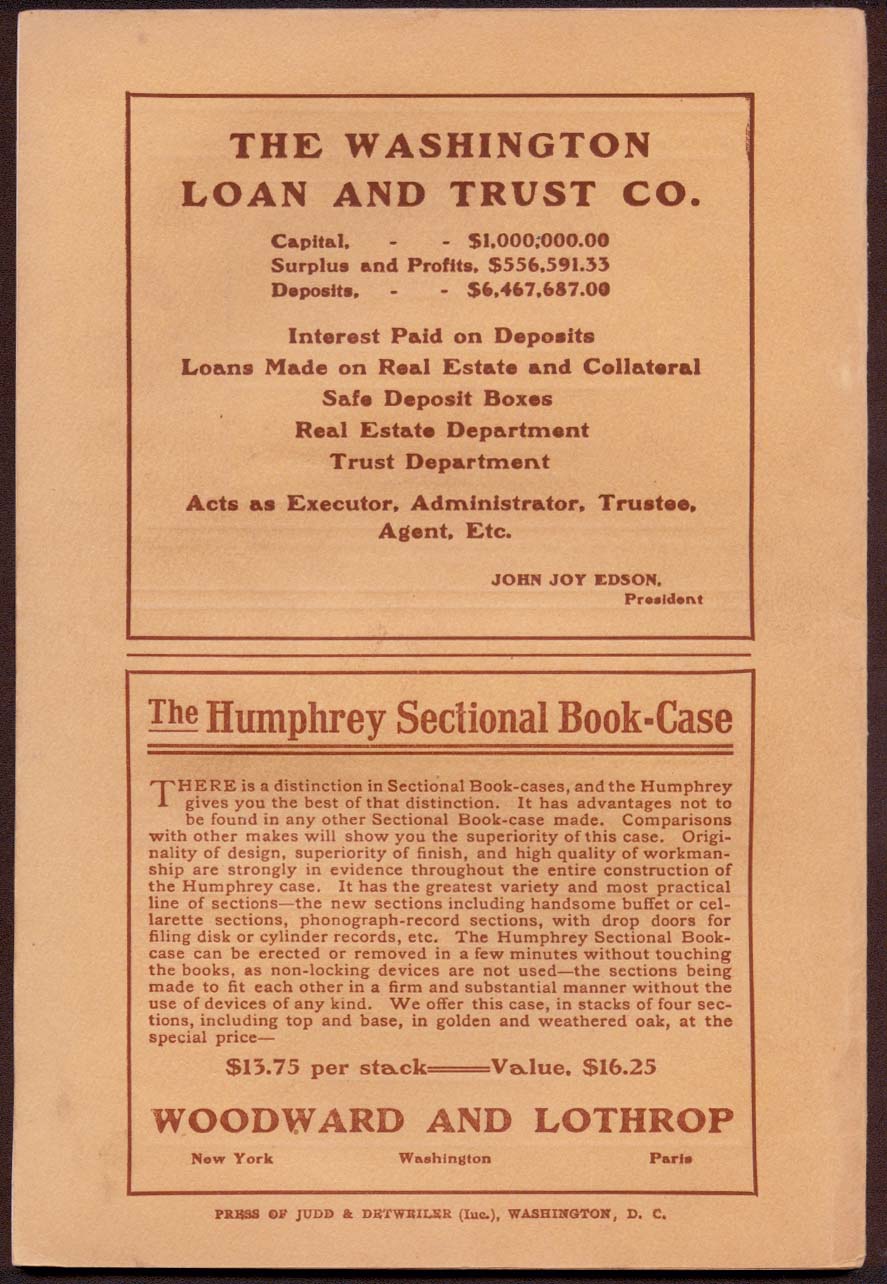 THE WASHINGTON
LOAN AND TRUST CO.
Capital, - - $1,000,000.00
Surplus and Profits, $556,591.33
Deposits, - - $6,467,687.00
Interest Paid on Deposits
Loans Made on Real Estate and Collateral
Safe Deposit Boxes
Real Estate Department
Trust Department
Acts as Executor, Administrator, Trustee,
Agent, Etc.
JOHN JOY EDSON,
President
The Humphrey Sectional Book-Case
THERE is a distinction in Sectional Book-cases, and the Humphrey
gives you the best of that distinction. It has advantages not to
be found in any other Sectional Book-case made. Comparisons
with other makes will show you the superiority of this case. Origi-
nality of design, superiority of finish, and high quality of workman-
ship are strongly in evidence throughout the entire construction of
the Humphrey case. It has the greatest variety and most practical
line of sections—the new sections including handsome buffet or cel-
larette sections, phonograph-record sections, with drop doors for
filing disk or cylinder records, etc. The Humphrey Sectional Book-
case can be erected or removed in a few minutes without touching
the books, as non-locking devices are not used—the sections being
made to fit each other in a firm and substantial manner without the
use of devices of any kind. We offer this case, in stacks of four sec-
tions, including top and base, in golden and weathered oak, at the
special price—
$13.75 per stack══Value, $16.25
WOODWARD AND LOTHROP
New York Washington Paris
PRESS OF JUDD & DETWEILER (Inc.), WASHINGTON, D. C.